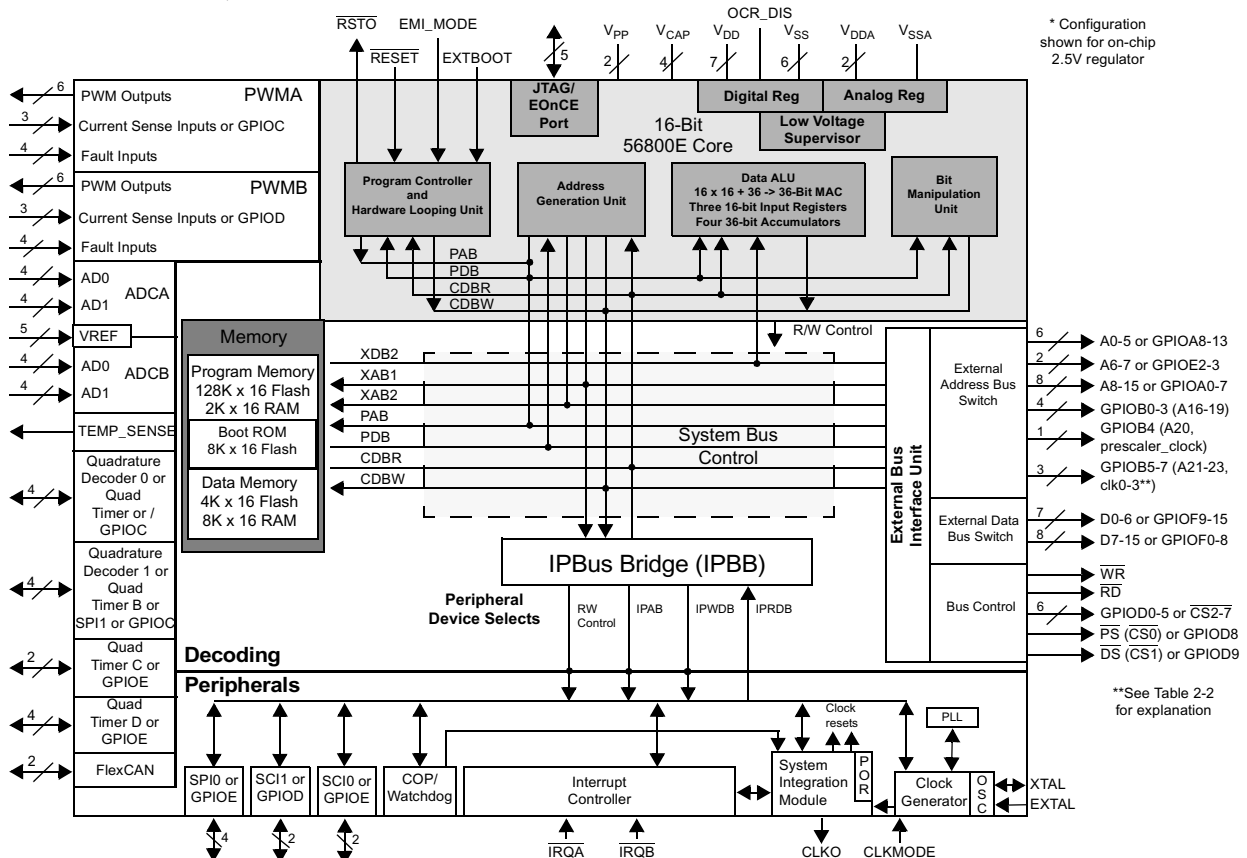 OCR_DIS
RSTO
EMI_MODE
RESET
EXTBOOT
5
VPP
2
VCAP
4
VDD
7
VSS
6
VDDA
2
VSSA
* Configuration
shown for on-chip
2.5V regulator
JTAG/
EOnCE
Port
Digital Reg
Analog Reg
Low Voltage
Supervisor
16-Bit
56800E Core
6
PWM Outputs
PWMA
3
Current Sense Inputs or GPIOC
4
Fault Inputs
6
PWM Outputs
PWMB
3
Current Sense Inputs or GPIOD
4
Fault Inputs
Program Controller
and
Hardware Looping Unit
Address
Generation Unit
Data ALU
16 x 16 + 36 -> 36-Bit MAC
Three 16-bit Input Registers
Four 36-bit Accumulators
Bit
Manipulation
Unit
PAB
PDB
CDBR
CDBW
4
AD0
ADCA
4
AD1
5
VREF
4
AD0
ADCB
4
AD1
TEMP_SENSE
4
Quadrature
Decoder 0 or
Quad
Timer or /
GPIOC
4
Quadrature
Decoder 1 or
Quad
Timer B or
SPI1 or GPIOC
2
Quad
Timer C or
GPIOE
4
Quad
Timer D or
GPIOE
2
FlexCAN
Memory
Program Memory
128K x 16 Flash
2K x 16 RAM
Boot ROM
8K x 16 Flash
Data Memory
4K x 16 Flash
8K x 16 RAM
R/W Control
XDB2
XAB1
XAB2
PAB
PDB
CDBR
CDBW
System Bus
Control
External Bus
Interface Unit
External
Address Bus
Switch
External Data
Bus Switch
Bus Control
6
A0-5 or GPIOA8-13
2
A6-7 or GPIOE2-3
8
A8-15 or GPIOA0-7
4
GPIOB0-3 (A16-19)
1
GPIOB4 (A20,
prescaler_clock)
3
GPIOB5-7 (A21-23,
clk0-3**)
7
D0-6 or GPIOF9-15
8
D7-15 or GPIOF0-8
WR
RD
6
GPIOD0-5 or CS2-7
PS (CS0) or GPIOD8
DS (CS1) or GPIOD9
**See Table 2-2
for explanation
IPBus Bridge (IPBB)
Peripheral
Device Selects
RW
Control
IPAB
IPWDB
IPRDB
Decoding
Peripherals
Clock
resets
PLL
SPI0 or
GPIOE
SCI1 or
GPIOD
SCI0 or
GPIOE
COP/
Watchdog
Interrupt
Controller
System
Integration
Module
POR
Clock
Generator
OSC
XTAL
EXTAL
4
2
2
IRQA
IRQB
CLKO
CLKMODE